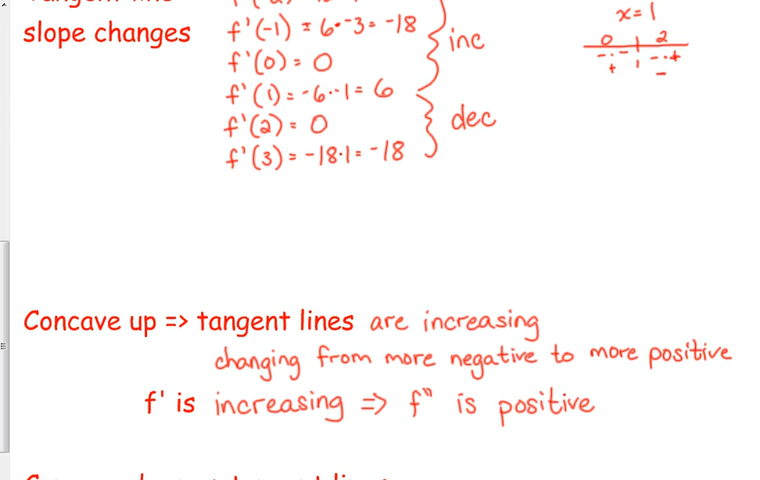 slope changes
f'(-1) = 6·-3 = -18
f'(0) = 0
inc
f'(1) = -6·-1 = 6
f'(2) = 0
dec
f'(3) = -18·1 = -18
x=1
0 | 2
-·- | -·+
+ | -
Concave up => tangent lines are increasing
changing from more negative to more positive
f' is increasing => f" is positive